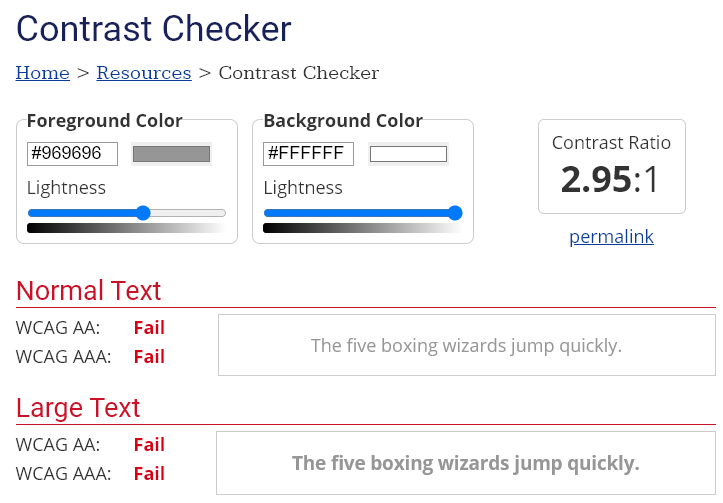 Contrast Checker
Home > Resources > Contrast Checker
Foreground Color
#969696
Lightness
Background Color
#FFFFFF
Lightness
Contrast Ratio
2.95:1
permalink
Normal Text
WCAG AA: Fail
WCAG AAA: Fail
The five boxing wizards jump quickly.
Large Text
WCAG AA: Fail
WCAG AAA: Fail
The five boxing wizards jump quickly.